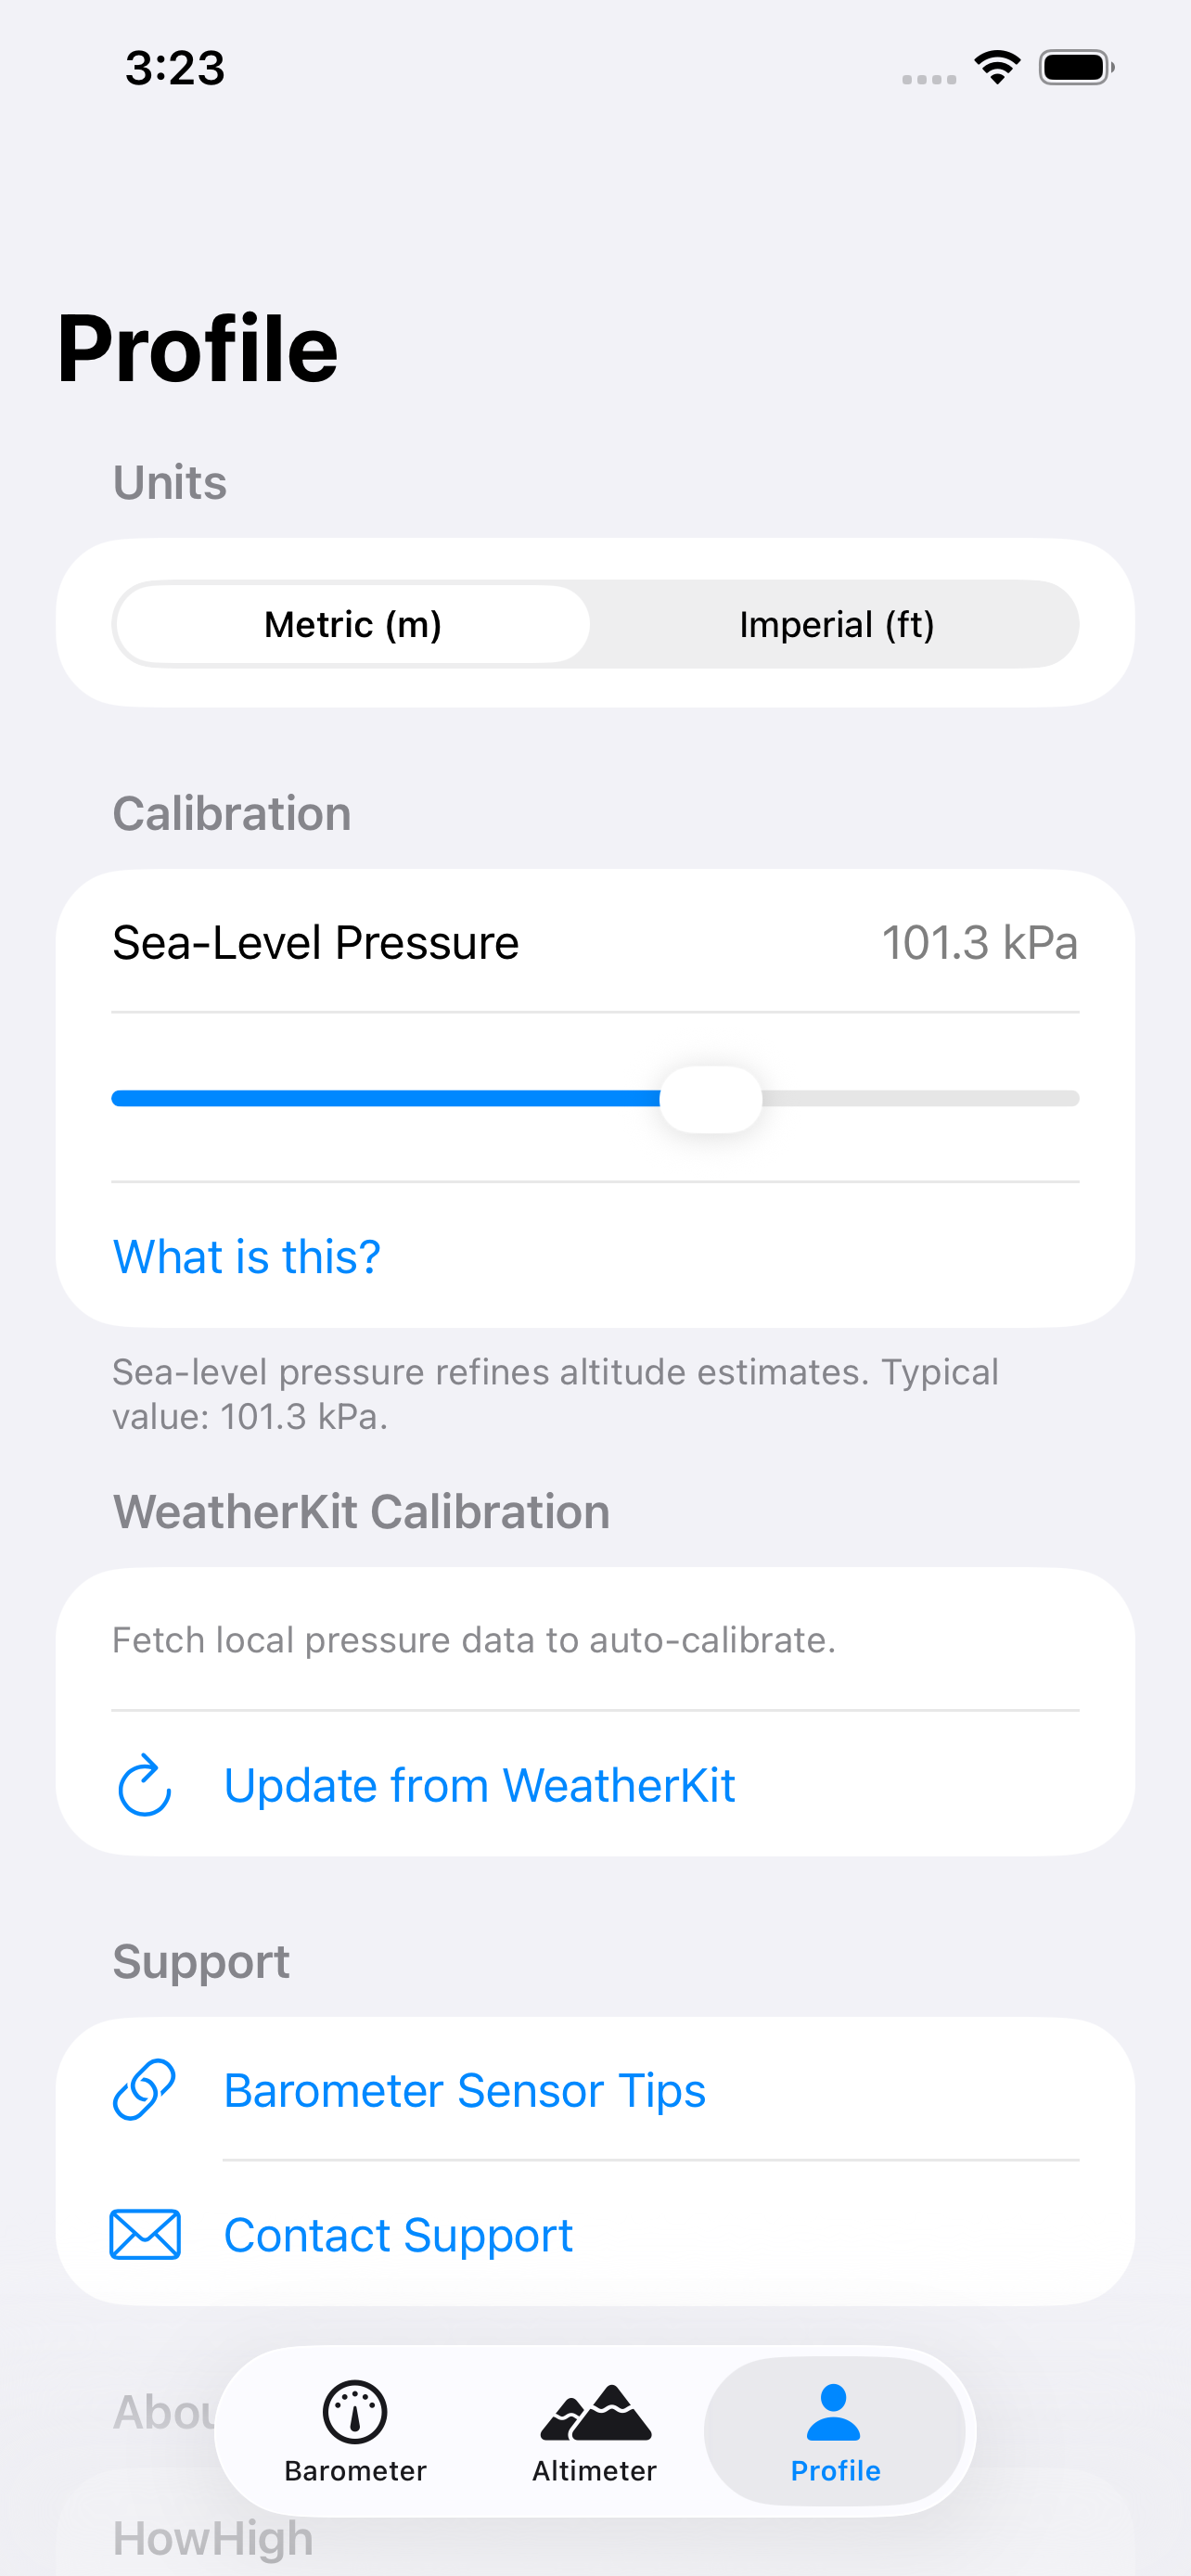 3:23
Profile
Units
Metric (m)
Imperial (ft)
Calibration
Sea-Level Pressure
101.3 kPa
What is this?
Sea-level pressure refines altitude estimates. Typical
value: 101.3 kPa.
WeatherKit Calibration
Fetch local pressure data to auto-calibrate.
Update from WeatherKit
Support
Barometer Sensor Tips
Contact Support
Barometer
Altimeter
Profile
HowHigh